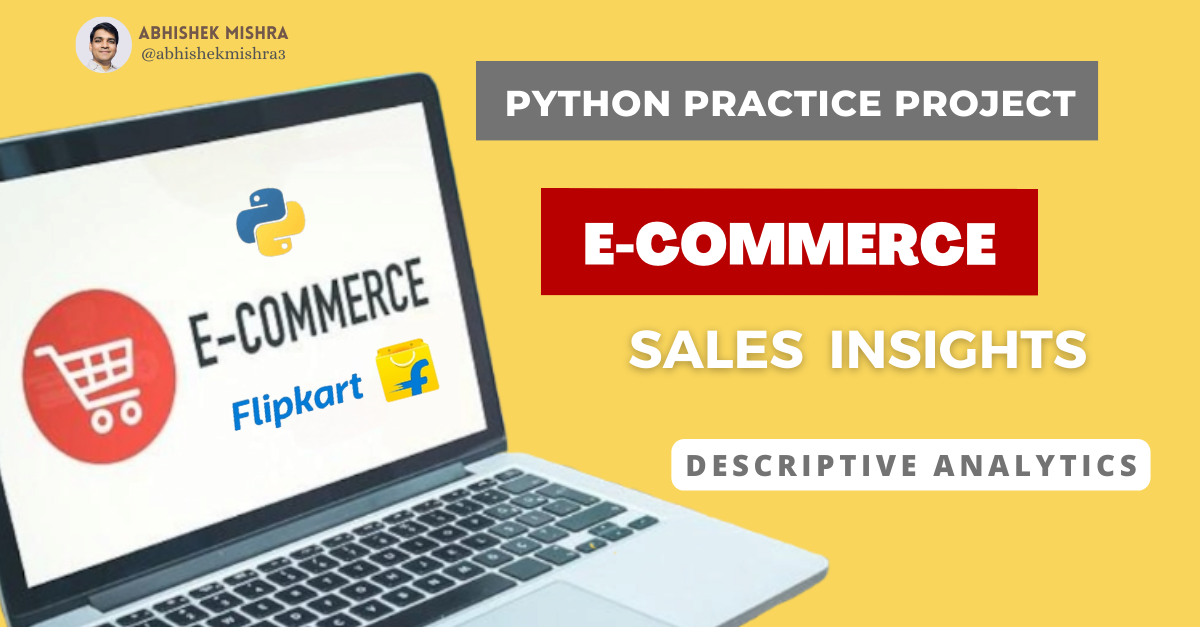 ABHISHEK MISHRA
@abhishekmishra3
PYTHON PRACTICE PROJECT
E-COMMERCE
SALES INSIGHTS
DESCRIPTIVE ANALYTICS
E-COMMERCE
Flipkart
f